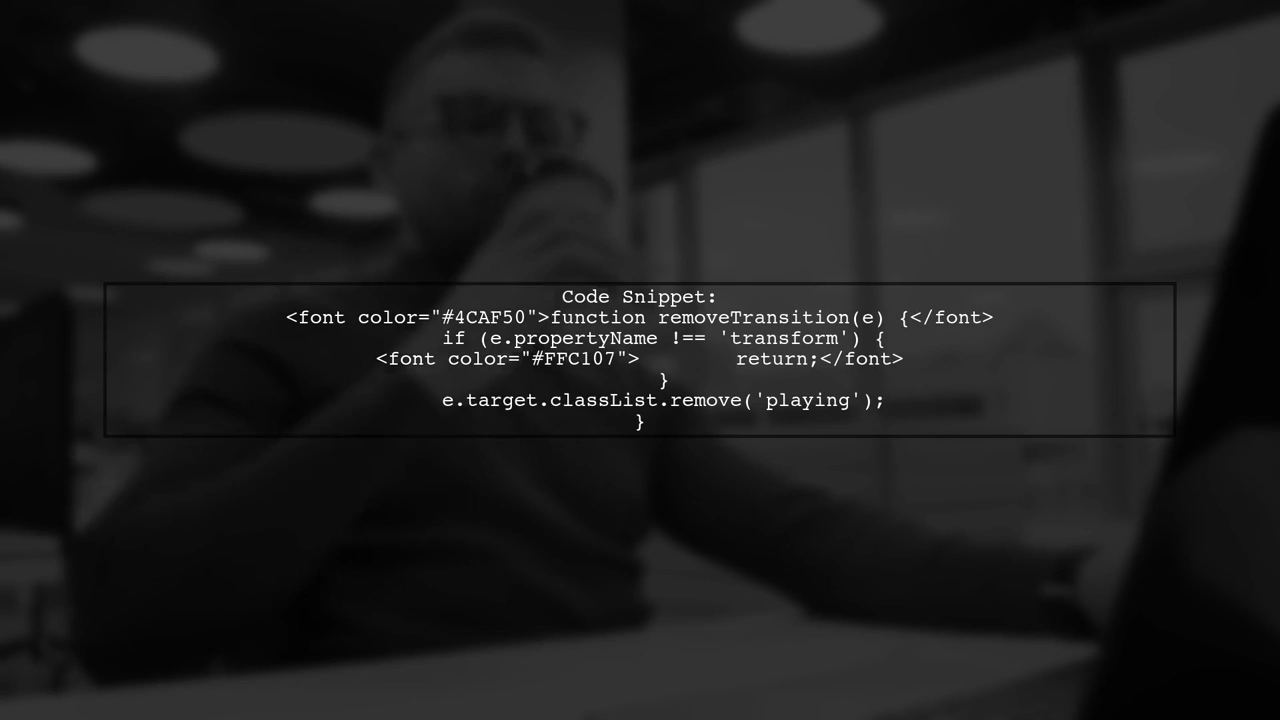 Code Snippet:
<font color="#4CAF50">function removeTransition(e) {</font>
if (e.propertyName !== 'transform') {
<font color="#FFC107">        return;</font>
}
e.target.classList.remove('playing');
}